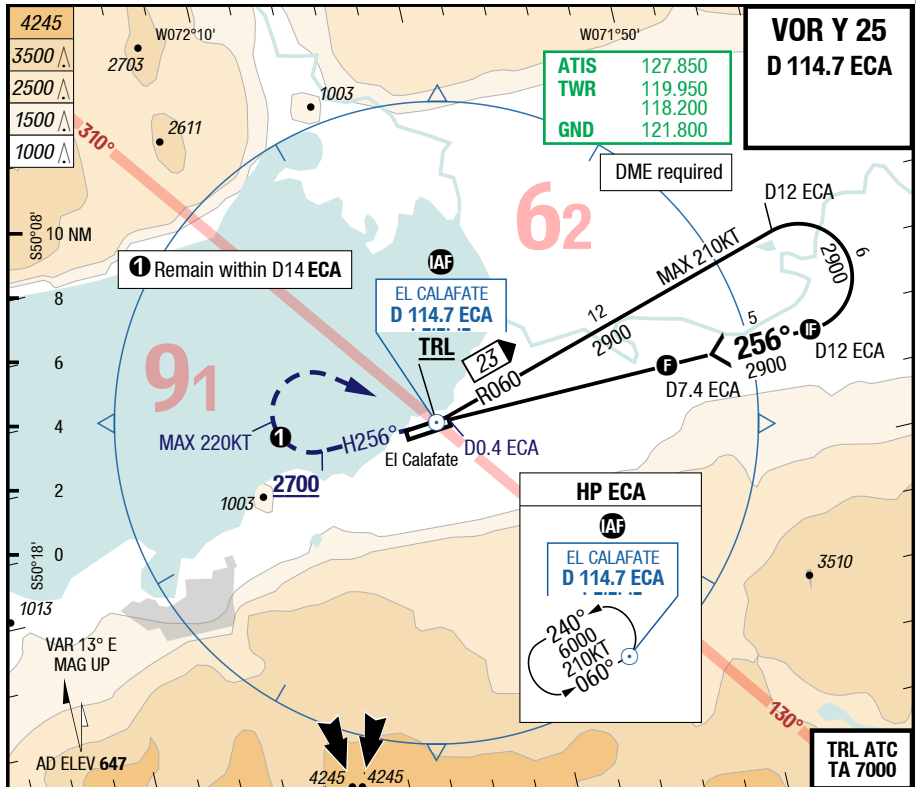 4245
3500
2500
1500
1000
W072°10'
W071°50'
2703
1003
2611
310°
ATIS 127.850
TWR 119.950
118.200
GND 121.800
VOR Y 25
D 114.7 ECA
DME required
62
D12 ECA
S50°08'
10 NM
8
6
4
2
0
S50°18'
1 Remain within D14 ECA
IAF
EL CALAFATE
D 114.7 ECA
TRL
MAX 210KT
12
2900
6
2900
5
256°
2900
IF
D12 ECA
F
D7.4 ECA
23
R060
91
MAX 220KT
1
H256°
D0.4 ECA
El Calafate
2700
1003
HP ECA
IAF
EL CALAFATE
D 114.7 ECA
240°
6000
210KT
060°
3510
1013
VAR 13° E
MAG UP
130°
AD ELEV 647
4245
4245
TRL ATC
TA 7000